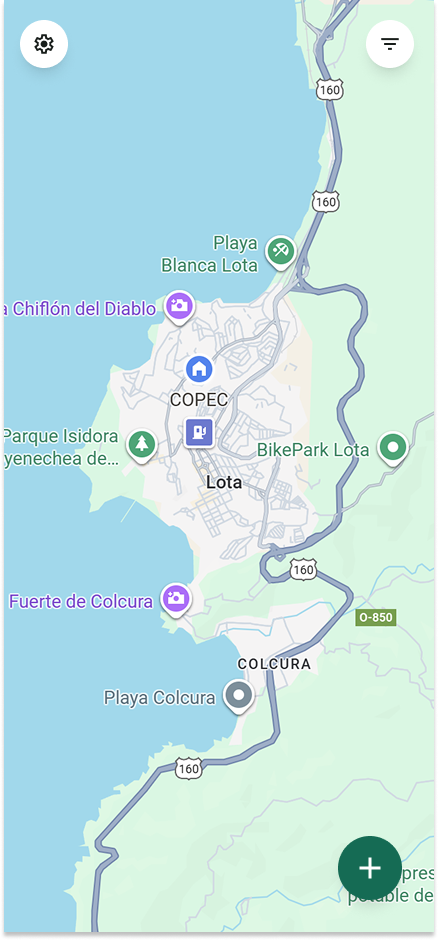 160
160
Playa
Blanca Lota
a Chiflón del Diablo
COPEC
Parque Isidora
yenechea de...
BikePark Lota
Lota
160
Fuerte de Colcura
O-850
COLCURA
Playa Colcura
160
pres
potable de